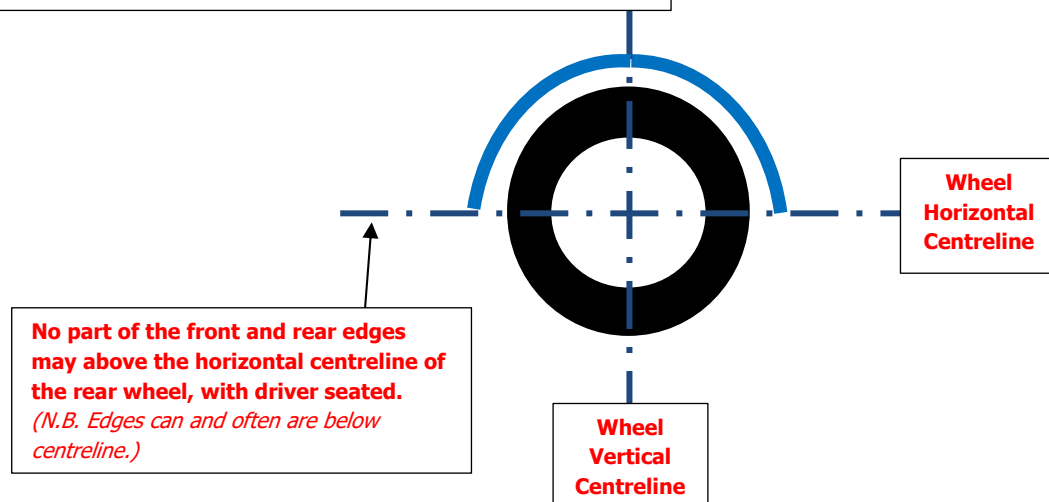 Wheel
Horizontal
Centreline
No part of the front and rear edges
may above the horizontal centreline of
the rear wheel, with driver seated.
(N.B. Edges can and often are below
centreline.)
Wheel
Vertical
Centreline